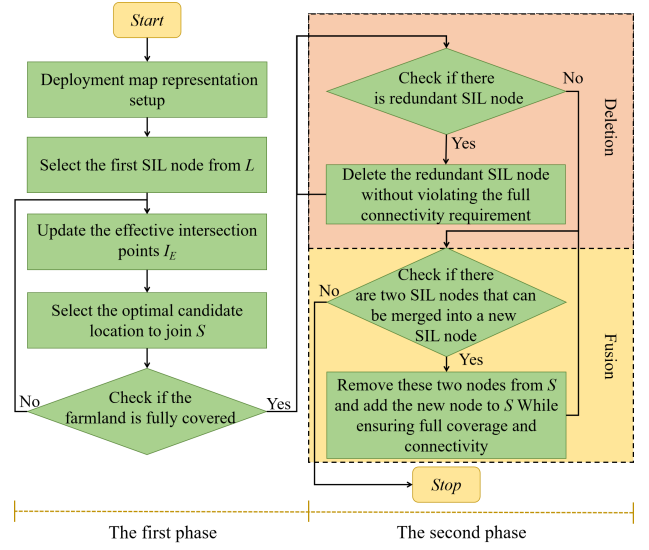 Start
Deployment map representation
setup
Select the first SIL node from L
Update the effective intersection
points I_E
Select the optimal candidate
location to join S
Check if the
farmland is fully covered
No
Yes
The first phase
Check if there
is redundant SIL node
No
Yes
Delete the redundant SIL node
without violating the full
connectivity requirement
Deletion
Check if there
are two SIL nodes that can
be merged into a new
SIL node
No
Yes
Remove these two nodes from S
and add the new node to S While
ensuring full coverage and
connectivity
Fusion
Stop
The second phase